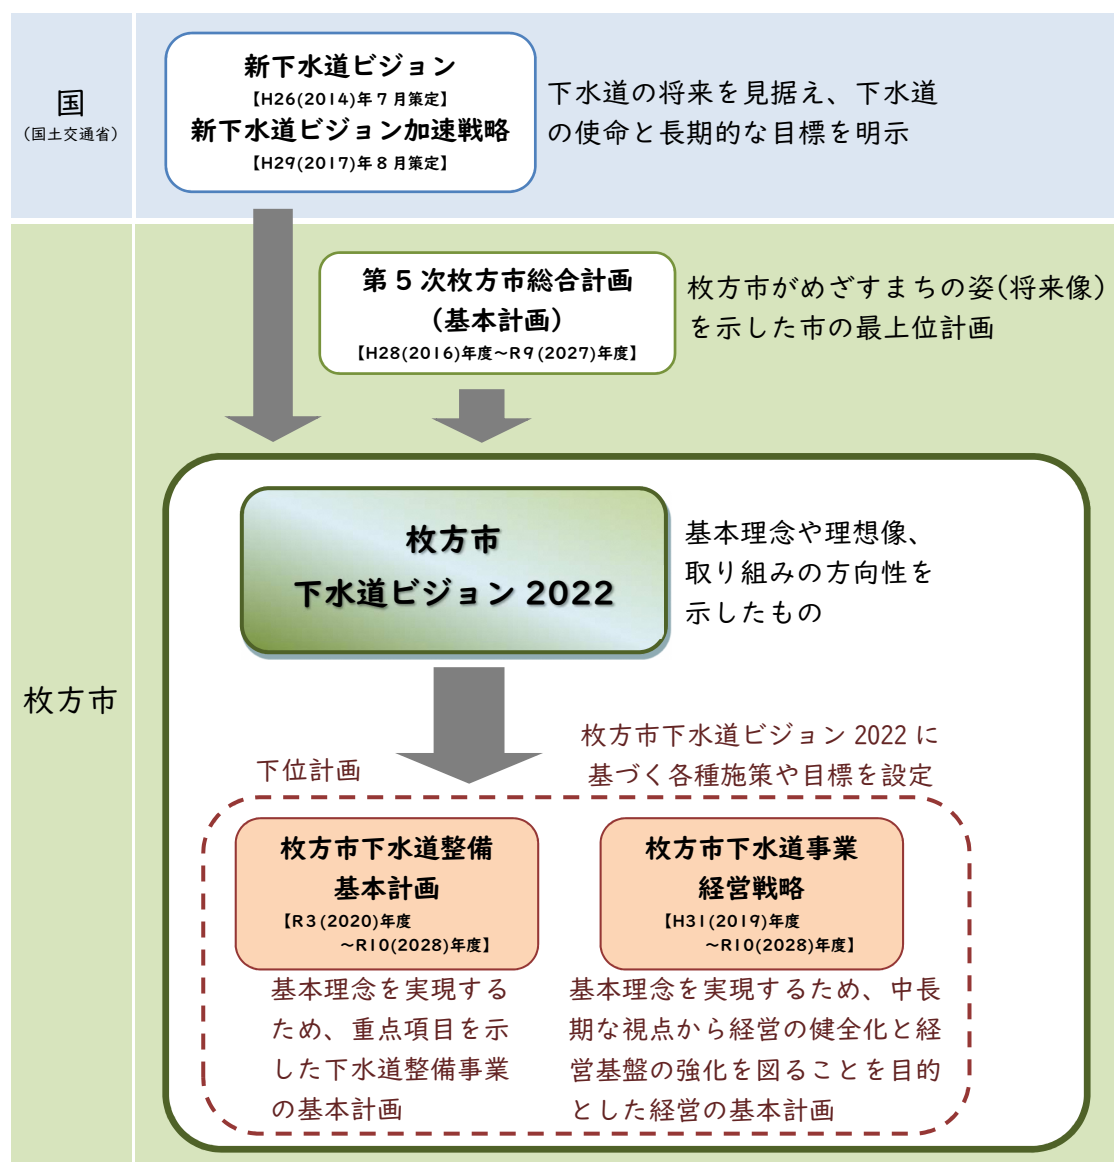 国
（国土交通省）
新下水道ビジョン
【H26(2014)年７月策定】
新下水道ビジョン加速戦略
【H29(2017)年８月策定】
下水道の将来を見据え、下水道
の使命と長期的な目標を明示
枚方市
第５次枚方市総合計画
（基本計画）
【H28(2016)年度～R９(2027)年度】
枚方市がめざすまちの姿(将来像)
を示した市の最上位計画
枚方市
下水道ビジョン 2022
基本理念や理想像、
取り組みの方向性を
示したもの
下位計画
枚方市下水道ビジョン 2022 に
基づく各種施策や目標を設定
枚方市下水道整備
基本計画
【R３(2020)年度
～R10(2028)年度】
基本理念を実現する
ため、重点項目を示
した下水道整備事業
の基本計画
枚方市下水道事業
経営戦略
【H31(2019)年度
～R10(2028)年度】
基本理念を実現するため、中長
期な視点から経営の健全化と経
営基盤の強化を図ることを目的
とした経営の基本計画